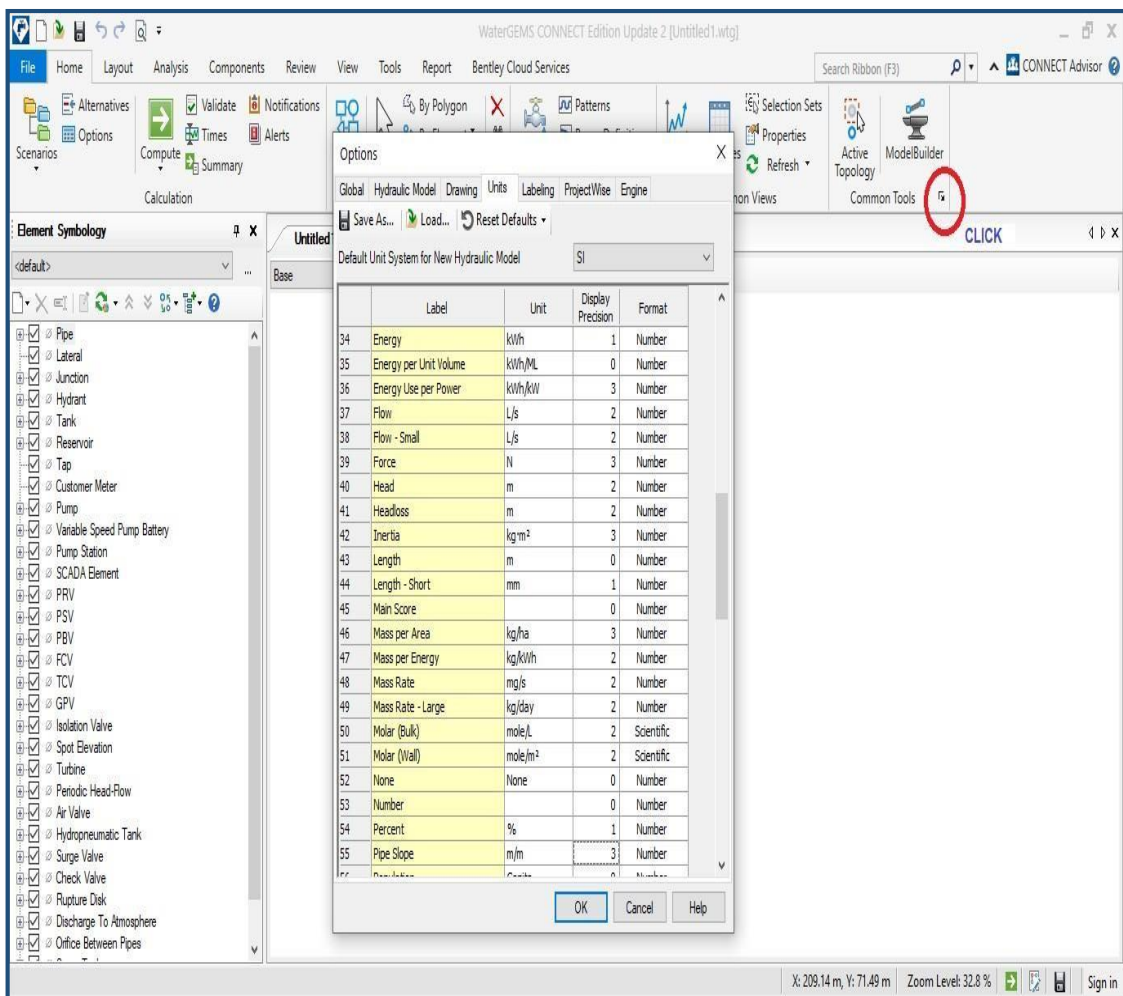 WaterGEMS CONNECT Edition Update 2 [Untitled1.wtg]
File Home Layout Analysis Components Review View Tools Report Bentley Cloud Services Search Ribbon (F3) CONNECT Advisor
Alternatives Validate Notifications By Polygon Patterns Selection Sets
Options Times Alerts Properties
Scenarios Compute Summary Refresh Active Topology ModelBuilder
Calculation Common Views Common Tools
CLICK
Element Symbology
<default>
Untitled
Base
Pipe
Lateral
Junction
Hydrant
Tank
Reservoir
Tap
Customer Meter
Pump
Variable Speed Pump Battery
Pump Station
SCADA Element
PRV
PSV
PBV
FCV
TCV
GPV
Isolation Valve
Spot Elevation
Turbine
Periodic Head-Flow
Air Valve
Hydropneumatic Tank
Surge Valve
Check Valve
Rupture Disk
Discharge To Atmosphere
Orifice Between Pipes
Options
Global Hydraulic Model Drawing Units Labeling ProjectWise Engine
Save As... Load... Reset Defaults
Default Unit System for New Hydraulic Model SI
Label Unit Display Precision Format
34 Energy kWh 1 Number
35 Energy per Unit Volume kWh/ML 0 Number
36 Energy Use per Power kWh/kW 3 Number
37 Flow L/s 2 Number
38 Flow - Small L/s 2 Number
39 Force N 3 Number
40 Head m 2 Number
41 Headloss m 2 Number
42 Inertia kg·m² 3 Number
43 Length m 0 Number
44 Length - Short mm 1 Number
45 Main Score 0 Number
46 Mass per Area kg/ha 3 Number
47 Mass per Energy kg/kWh 2 Number
48 Mass Rate mg/s 2 Number
49 Mass Rate - Large kg/day 2 Number
50 Molar (Bulk) mole/L 2 Scientific
51 Molar (Wall) mole/m² 2 Scientific
52 None None 0 Number
53 Number 0 Number
54 Percent % 1 Number
55 Pipe Slope m/m 3 Number
OK Cancel Help
X: 209.14 m, Y: 71.49 m Zoom Level: 32.8 % Sign in